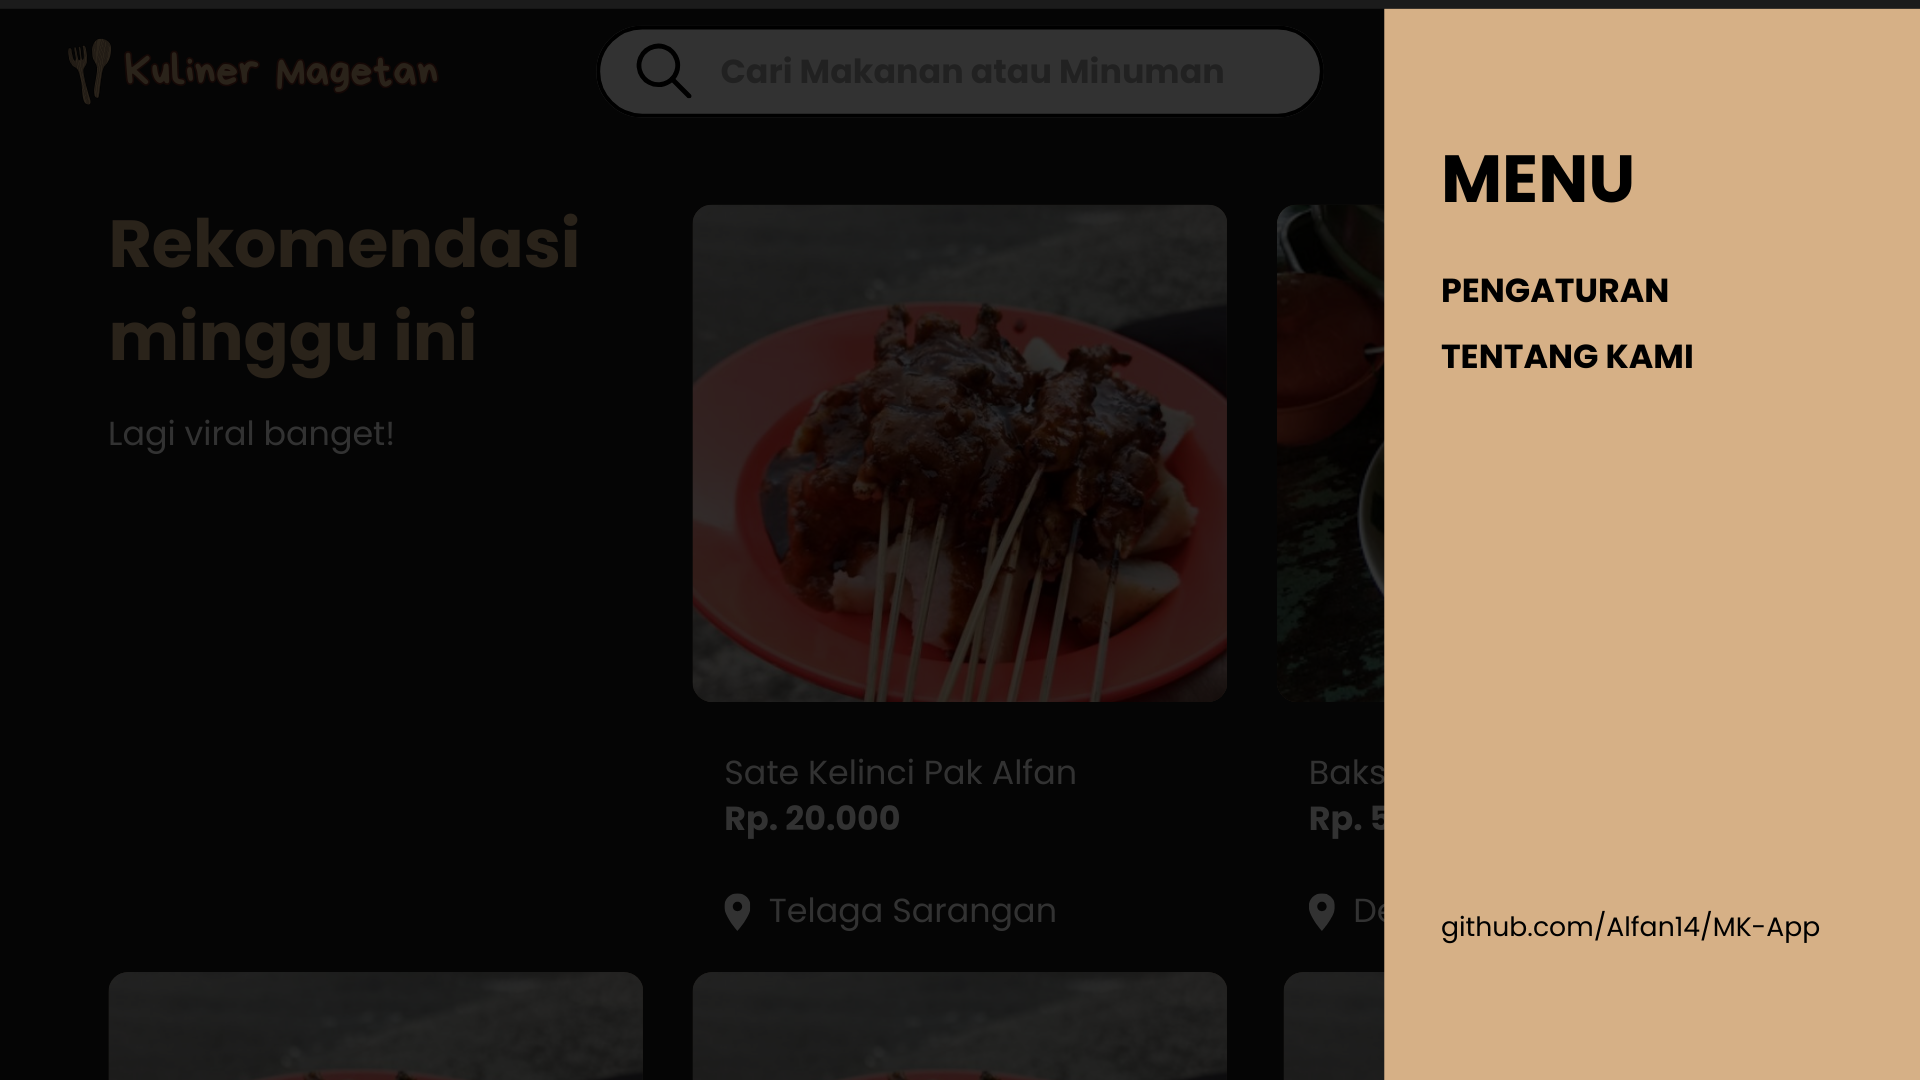 Kuliner Magetan
Cari Makanan atau Minuman
Rekomendasi
minggu ini
Lagi viral banget!
Sate Kelinci Pak Alfan
Rp. 20.000
Telaga Sarangan
Baks
Rp. 5
De
MENU
PENGATURAN
TENTANG KAMI
github.com/Alfan14/MK-App